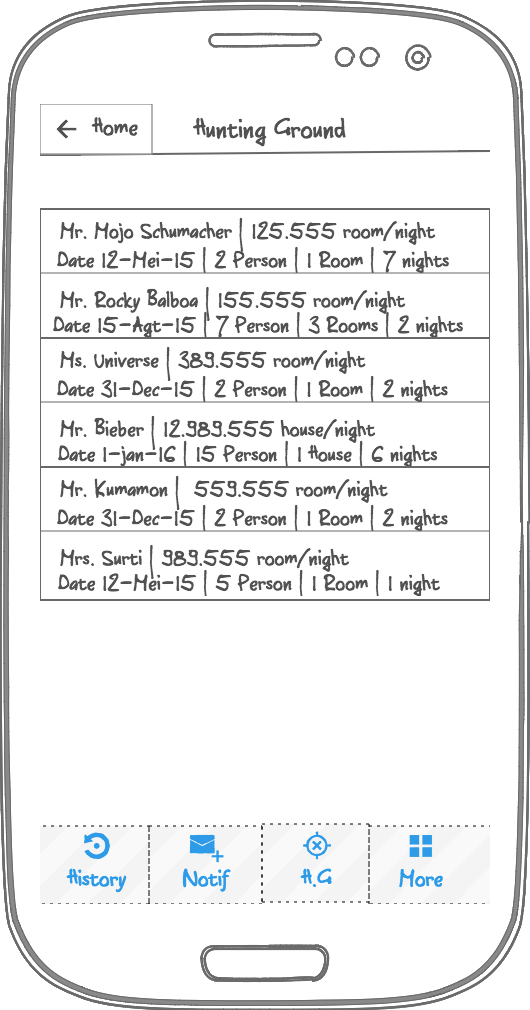 ← Home Hunting Ground
Mr. Mojo Schumacher | 125.555 room/night
Date 12-Mei-15 | 2 Person | 1 Room | 7 nights
Mr. Rocky Balboa | 155.555 room/night
Date 15-Agt-15 | 7 Person | 3 Rooms | 2 nights
Ms. Universe | 389.555 room/night
Date 31-Dec-15 | 2 Person | 1 Room | 2 nights
Mr. Bieber | 12.989.555 house/night
Date 1-jan-16 | 15 Person | 1 House | 6 nights
Mr. Kumamon | 559.555 room/night
Date 31-Dec-15 | 2 Person | 1 Room | 2 nights
Mrs. Surti | 989.555 room/night
Date 12-Mei-15 | 5 Person | 1 Room | 1 night
History Notif H.G More